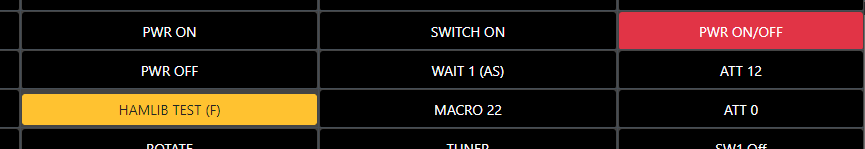 PWR ON SWITCH ON PWR ON/OFF
PWR OFF WAIT 1 (AS) ATT 12
HAMLIB TEST (F) MACRO 22 ATT 0
ROTATE TUNER SW1 Off